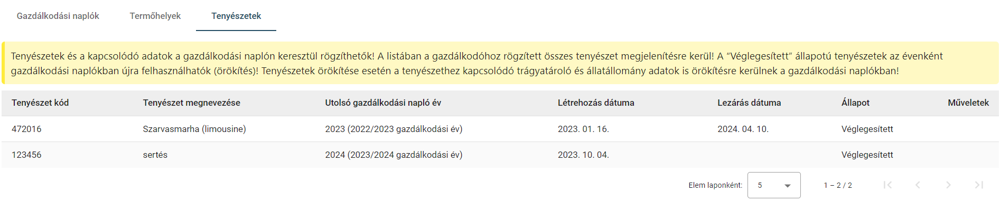 Gazdálkodási naplók Termőhelyek Tenyészetek
Tenyészetek és a kapcsolódó adatok a gazdálkodási naplón keresztül rögzíthetők! A listában a gazdálkodóhoz rögzített összes tenyészet megjelenítésre kerül! A “Véglegesített” állapotú tenyészetek az évenként
gazdálkodási naplókban újra felhasználhatók (örökítés)! Tenyészetek örökítése esetén a tenyészethez kapcsolódó trágyatároló és állatállomány adatok is örökítésre kerülnek a gazdálkodási naplókban!
Tenyészet kód Tenyészet megnevezése Utolsó gazdálkodási napló év Létrehozás dátuma Lezárás dátuma Állapot Műveletek
472016 Szarvasmarha (limousine) 2023 (2022/2023 gazdálkodási év) 2023. 01. 16. 2024. 04. 10. Véglegesített
123456 sertés 2024 (2023/2024 gazdálkodási év) 2023. 10. 04. Véglegesített
Elem laponként: 5 1 – 2 / 2